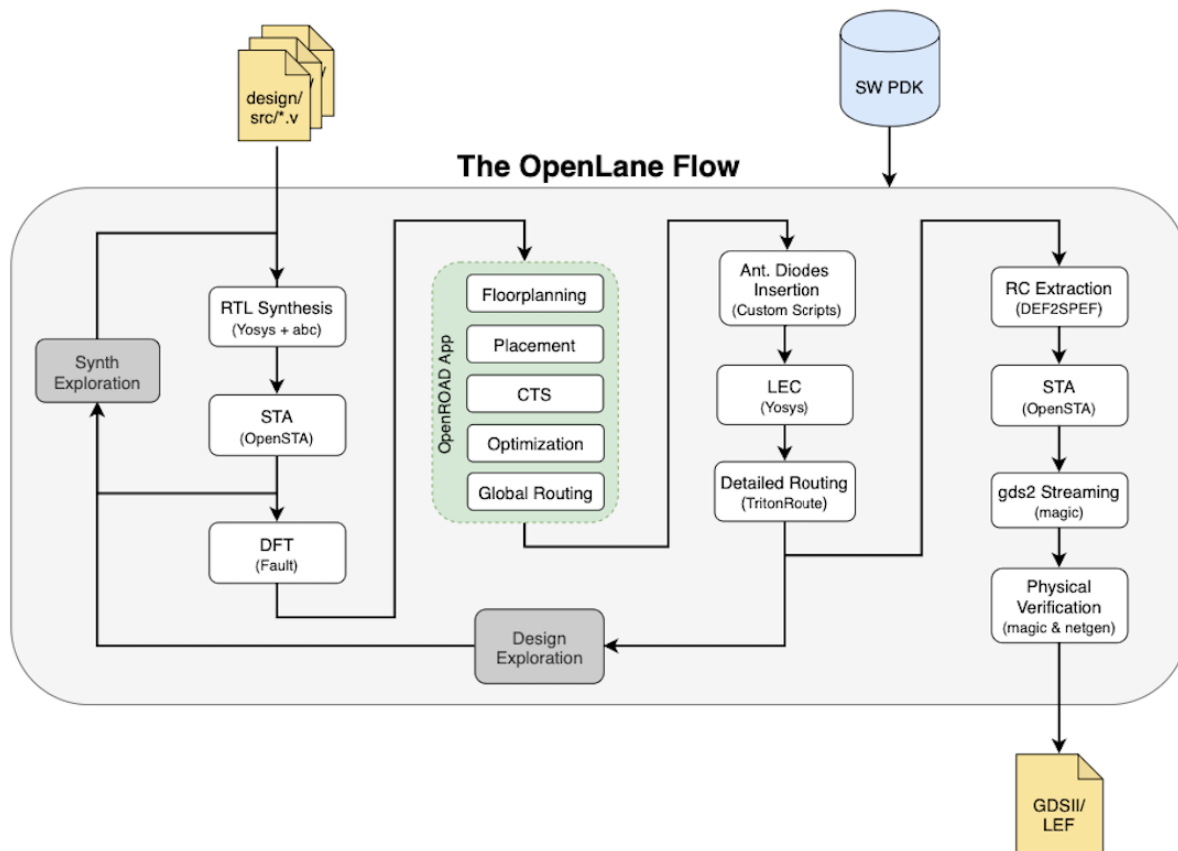 design/
src/*.v
SW PDK
The OpenLane Flow
RTL Synthesis
(Yosys + abc)
Synth
Exploration
STA
(OpenSTA)
DFT
(Fault)
OpenROAD App
Floorplanning
Placement
CTS
Optimization
Global Routing
Ant. Diodes
Insertion
(Custom Scripts)
LEC
(Yosys)
Detailed Routing
(TritonRoute)
Design
Exploration
RC Extraction
(DEF2SPEF)
STA
(OpenSTA)
gds2 Streaming
(magic)
Physical
Verification
(magic & netgen)
GDSII/
LEF